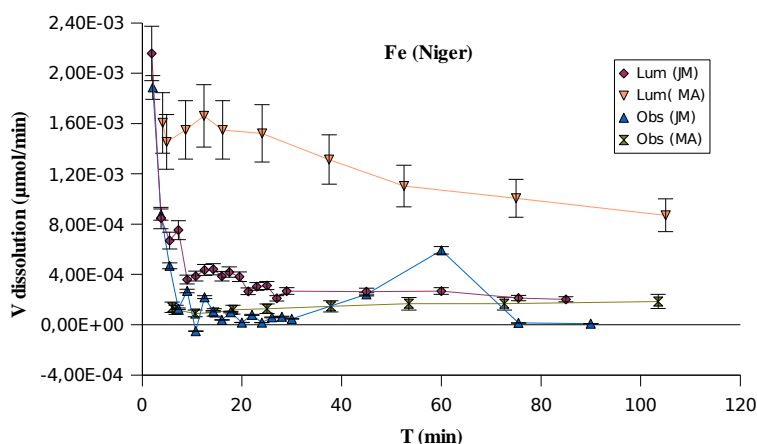 2,40E-03
2,00E-03
1,60E-03
1,20E-03
8,00E-04
4,00E-04
0,00E+00
-4,00E-04
V dissolution (µmol/min)
Fe (Niger)
Lum (JM)
Lum( MA)
Obs (JM)
Obs (MA)
0 20 40 60 80 100 120
T (min)